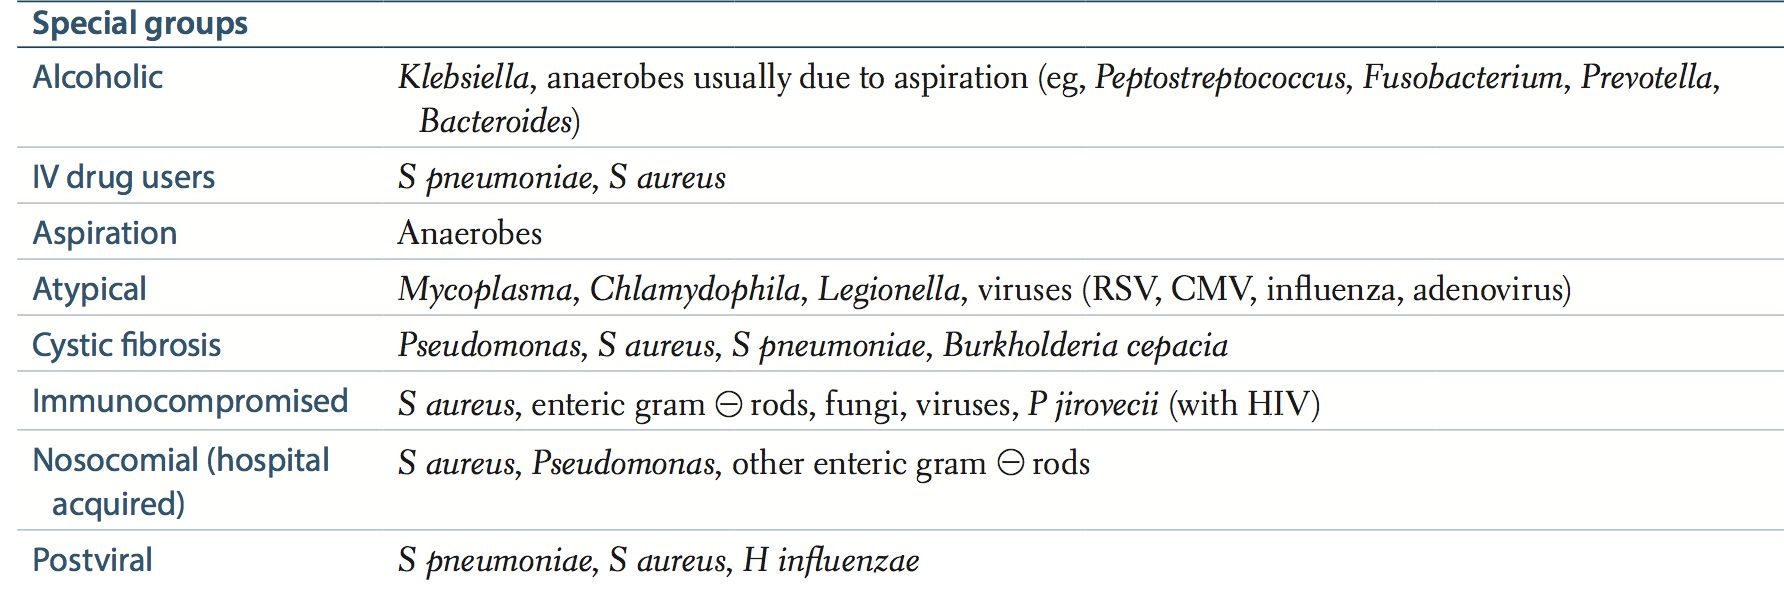 Special groups
Alcoholic
Klebsiella, anaerobes usually due to aspiration (eg, Peptostreptococcus, Fusobacterium, Prevotella,
Bacteroides)
IV drug users
S pneumoniae, S aureus
Aspiration
Anaerobes
Atypical
Mycoplasma, Chlamydophila, Legionella, viruses (RSV, CMV, influenza, adenovirus)
Cystic fibrosis
Pseudomonas, S aureus, S pneumoniae, Burkholderia cepacia
Immunocompromised
S aureus, enteric gram ⊖ rods, fungi, viruses, P jirovecii (with HIV)
Nosocomial (hospital
acquired)
S aureus, Pseudomonas, other enteric gram ⊖ rods
Postviral
S pneumoniae, S aureus, H influenzae